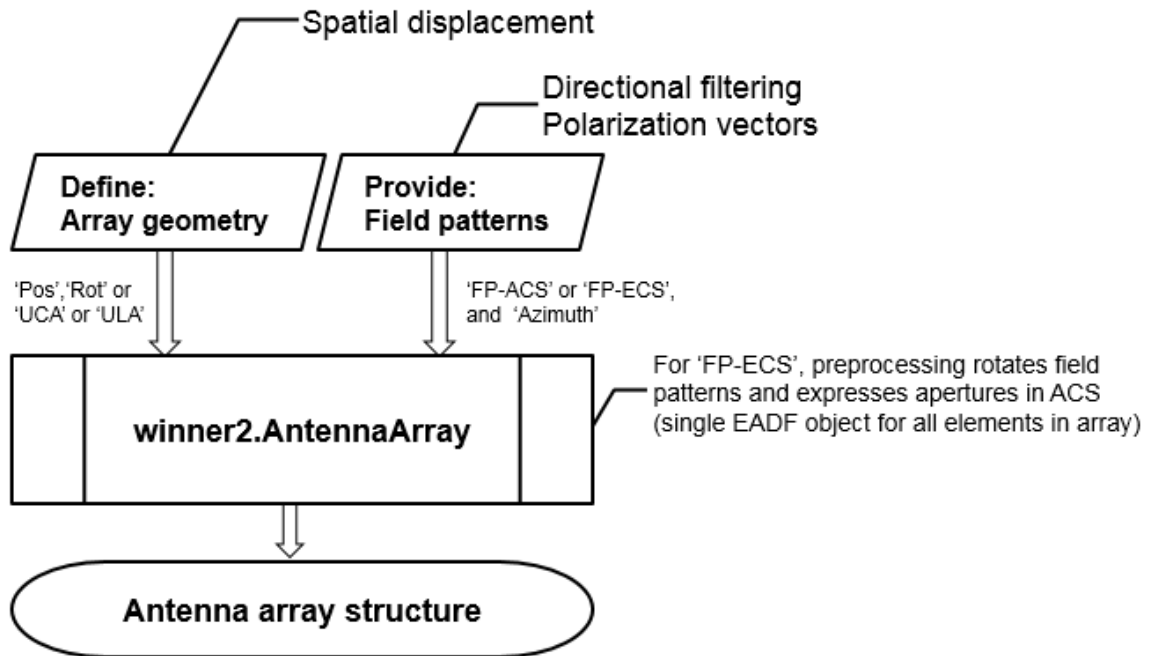 Spatial displacement
Directional filtering
Polarization vectors
Define:
Array geometry
Provide:
Field patterns
‘Pos’,‘Rot’ or
‘UCA’ or ‘ULA’
‘FP-ACS’ or ‘FP-ECS’,
and ‘Azimuth’
winner2.AntennaArray
For ‘FP-ECS’, preprocessing rotates field
patterns and expresses apertures in ACS
(single EADF object for all elements in array)
Antenna array structure